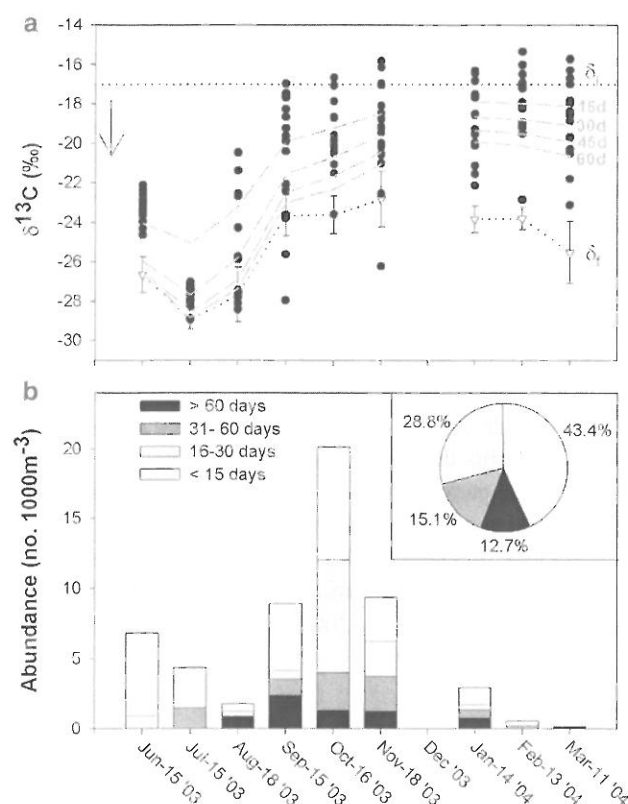 a
-14
-16
-18
-20
-22
-24
-26
-28
-30
δ13C (‰)
15d
30d
45d
60d
δf
b
> 60 days
31- 60 days
16-30 days
< 15 days
28.8%
43.4%
15.1%
12.7%
20
15
10
5
0
Abundance (no. 1000m-3)
Jun-15 '03
Jul-15 '03
Aug-18 '03
Sep-15 '03
Oct-16 '03
Nov-18 '03
Dec '03
Jan-14 '04
Feb-13 '04
Mar-11 '04